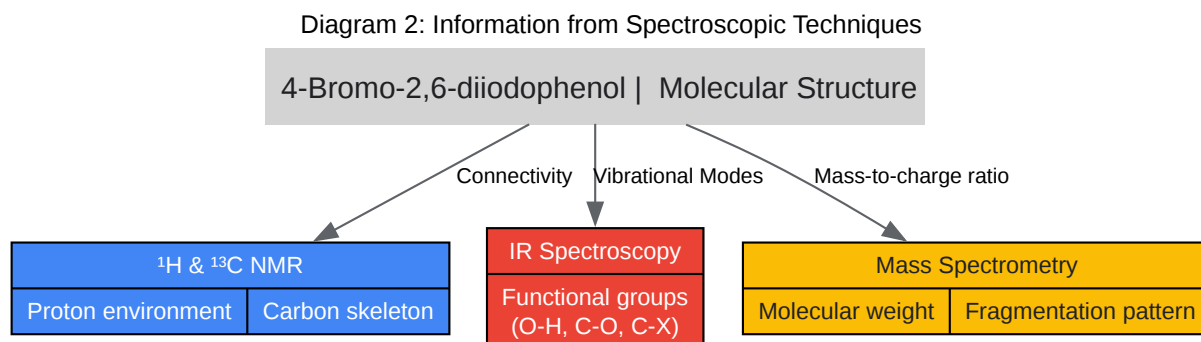 Diagram 2: Information from Spectroscopic Techniques
4-Bromo-2,6-diiodophenol | Molecular Structure
Connectivity
Vibrational Modes
Mass-to-charge ratio
¹H & ¹³C NMR
Proton environment
Carbon skeleton
IR Spectroscopy
Functional groups
(O-H, C-O, C-X)
Mass Spectrometry
Molecular weight
Fragmentation pattern